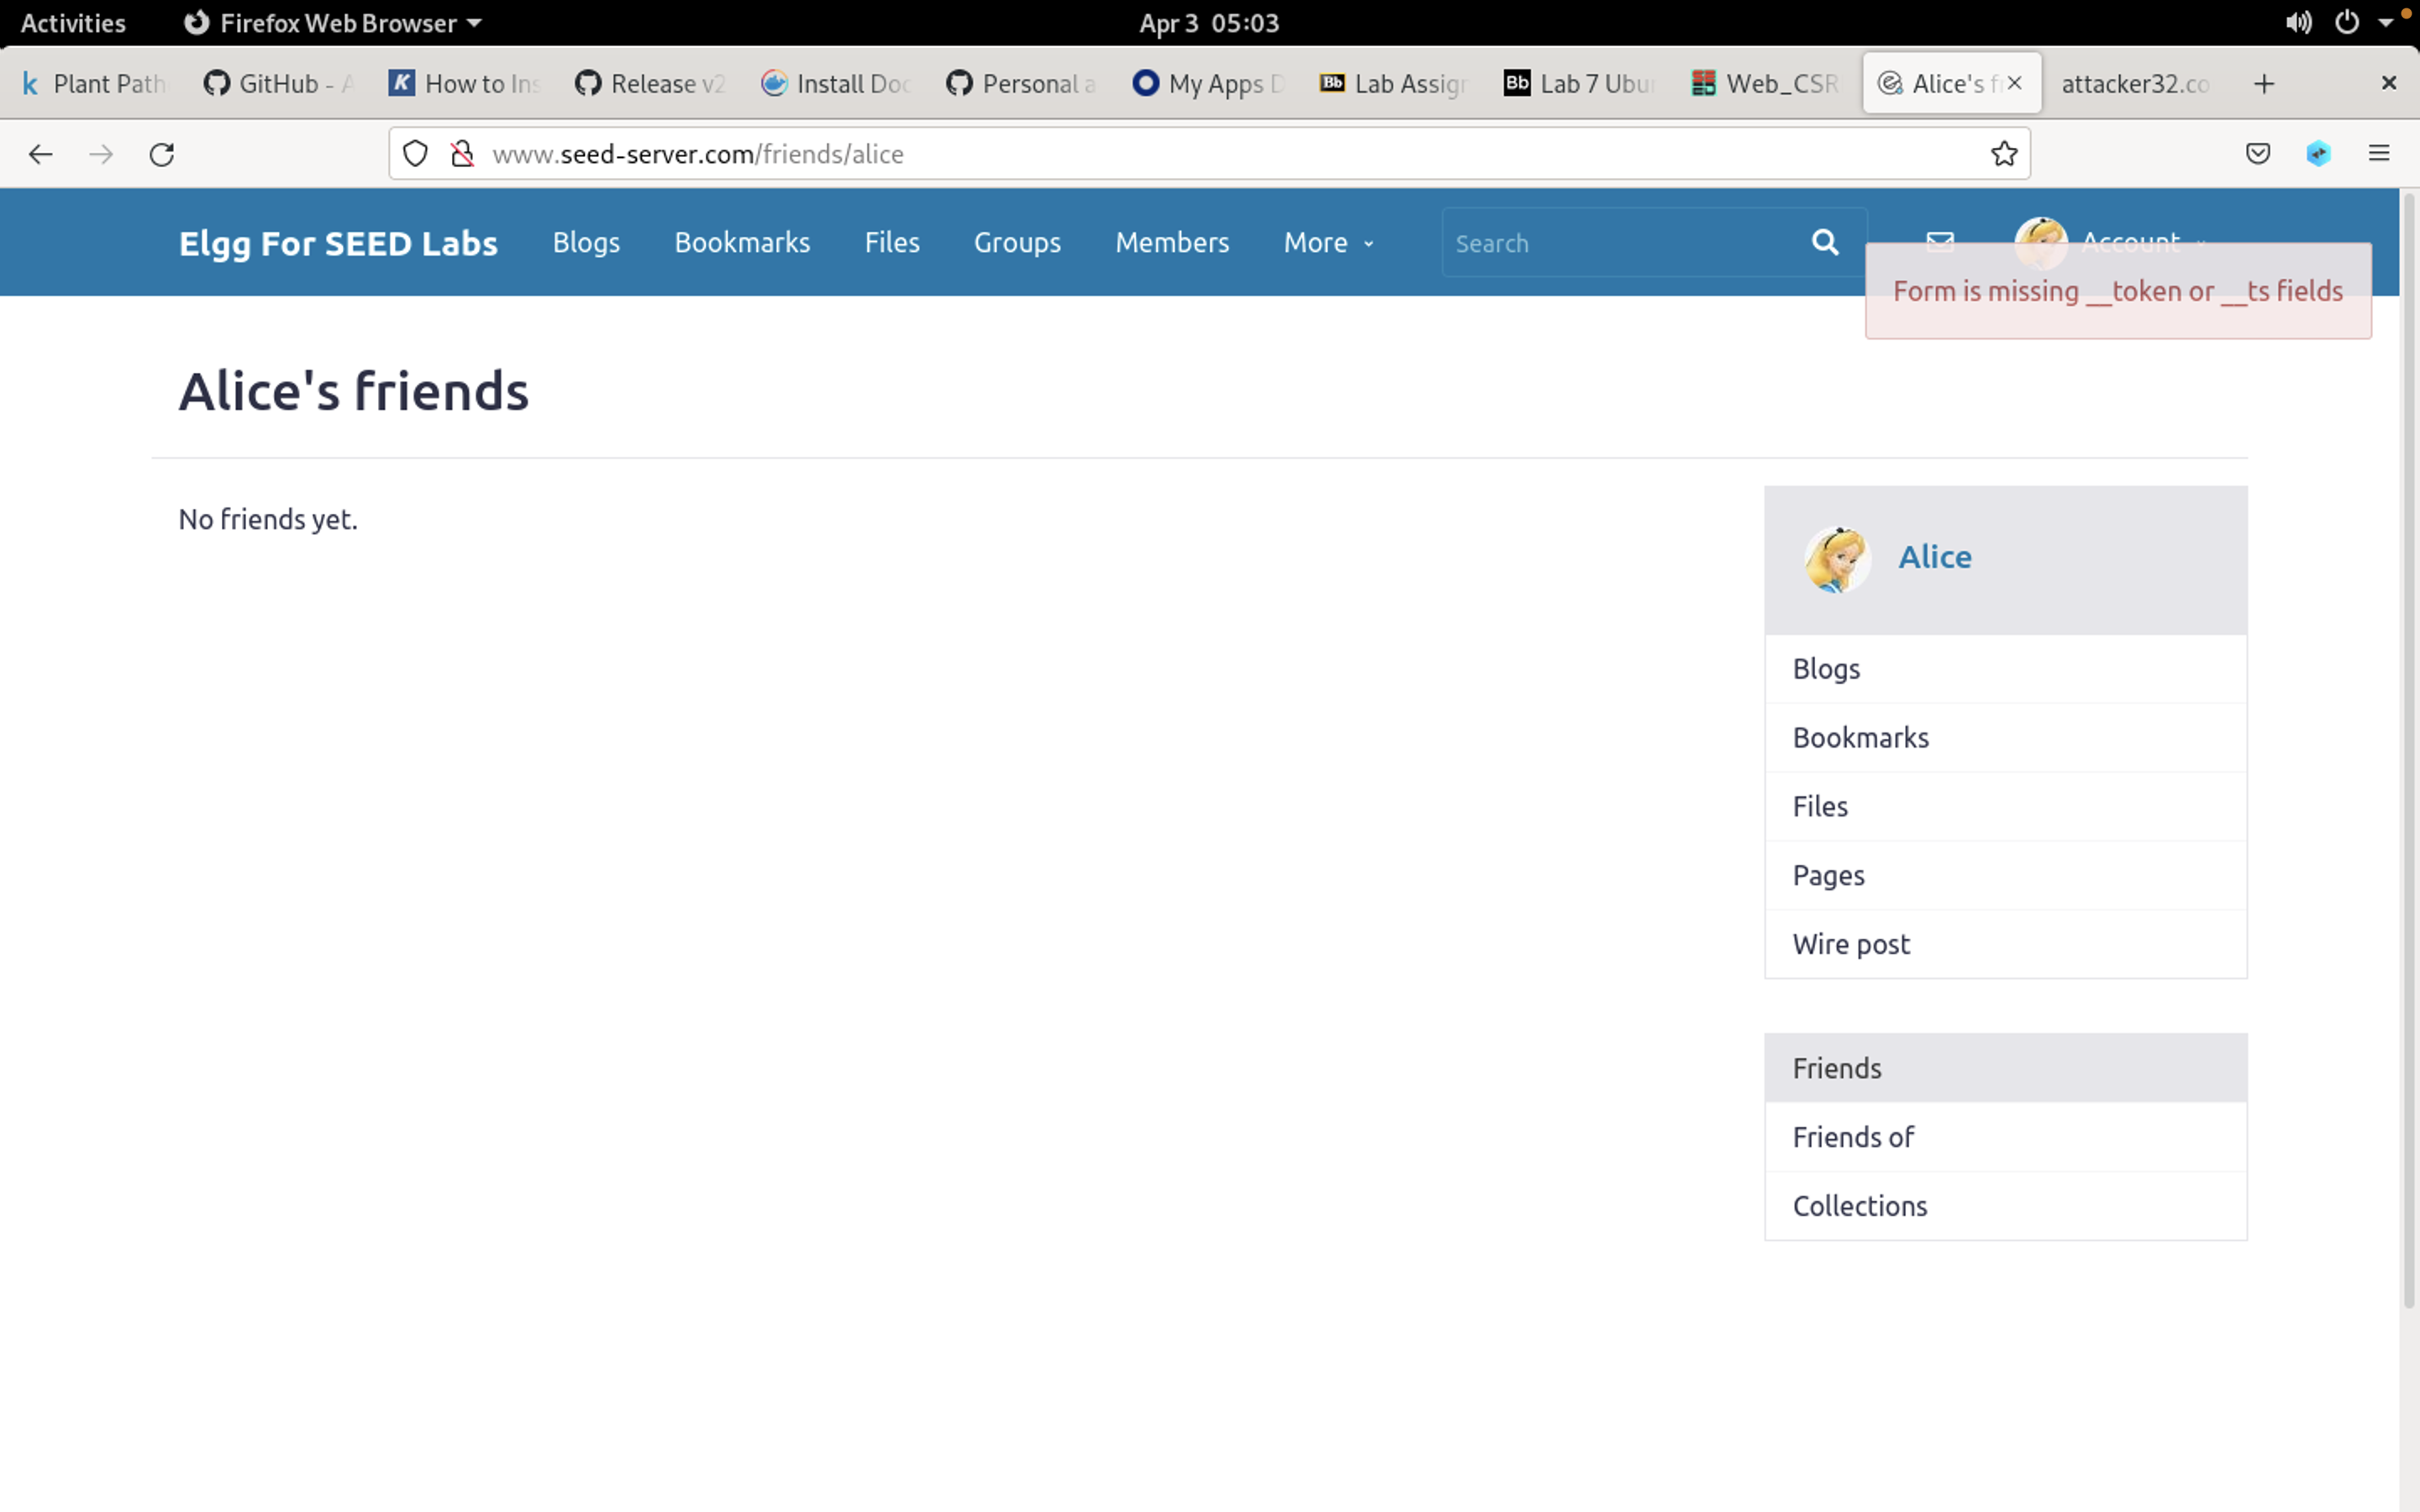 Activities Firefox Web Browser Apr 3 05:03
Plant Path GitHub - A How to Ins Release v2 Install Doc Personal a My Apps D Lab Assign Lab 7 Ubun Web_CSR Alice's f attacker32.co
www.seed-server.com/friends/alice
Elgg For SEED Labs Blogs Bookmarks Files Groups Members More Search Account
Form is missing __token or __ts fields
Alice's friends
No friends yet.
Alice
Blogs
Bookmarks
Files
Pages
Wire post
Friends
Friends of
Collections